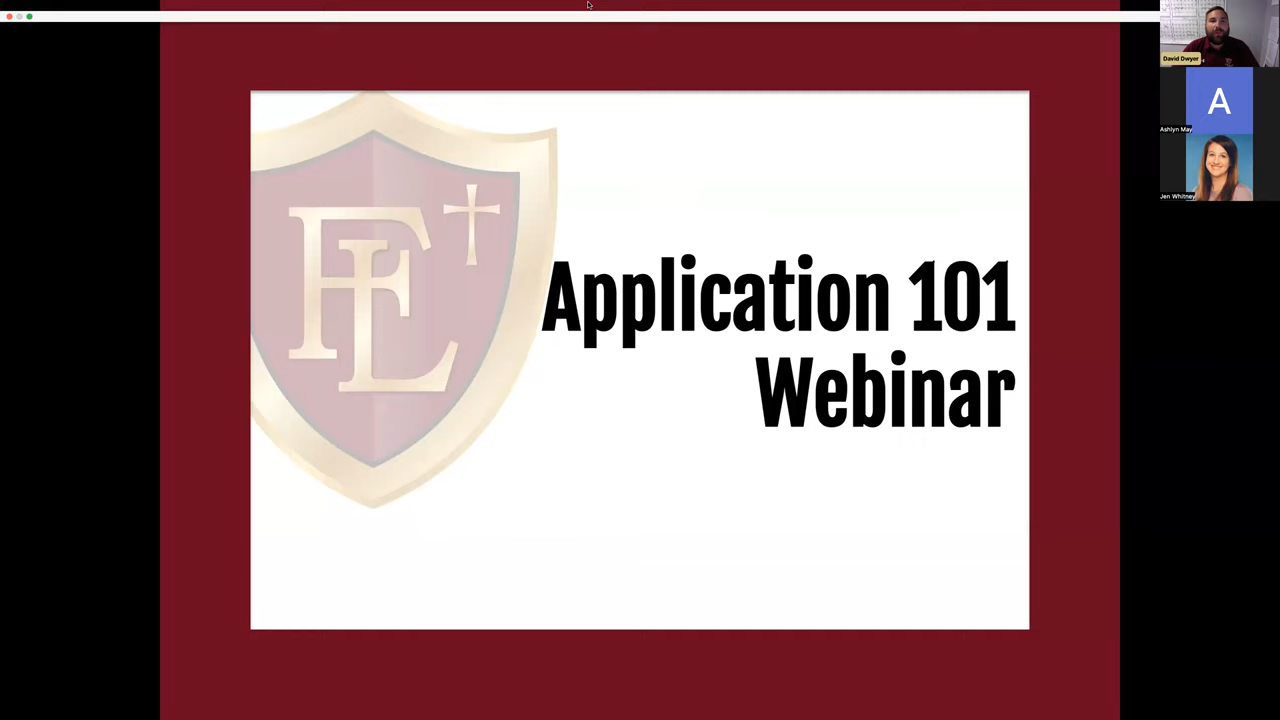 FL
Application 101
Webinar
David Dwyer
A
Ashlyn May
Jen Whitney